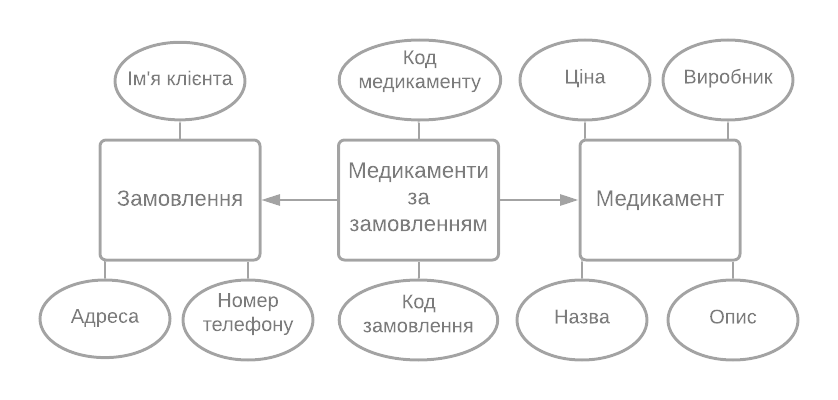 Ім'я клієнта
Код
медикаменту
Ціна
Виробник
Замовлення
Медикаменти
за
замовленням
Медикамент
Адреса
Номер
телефону
Код
замовлення
Назва
Опис